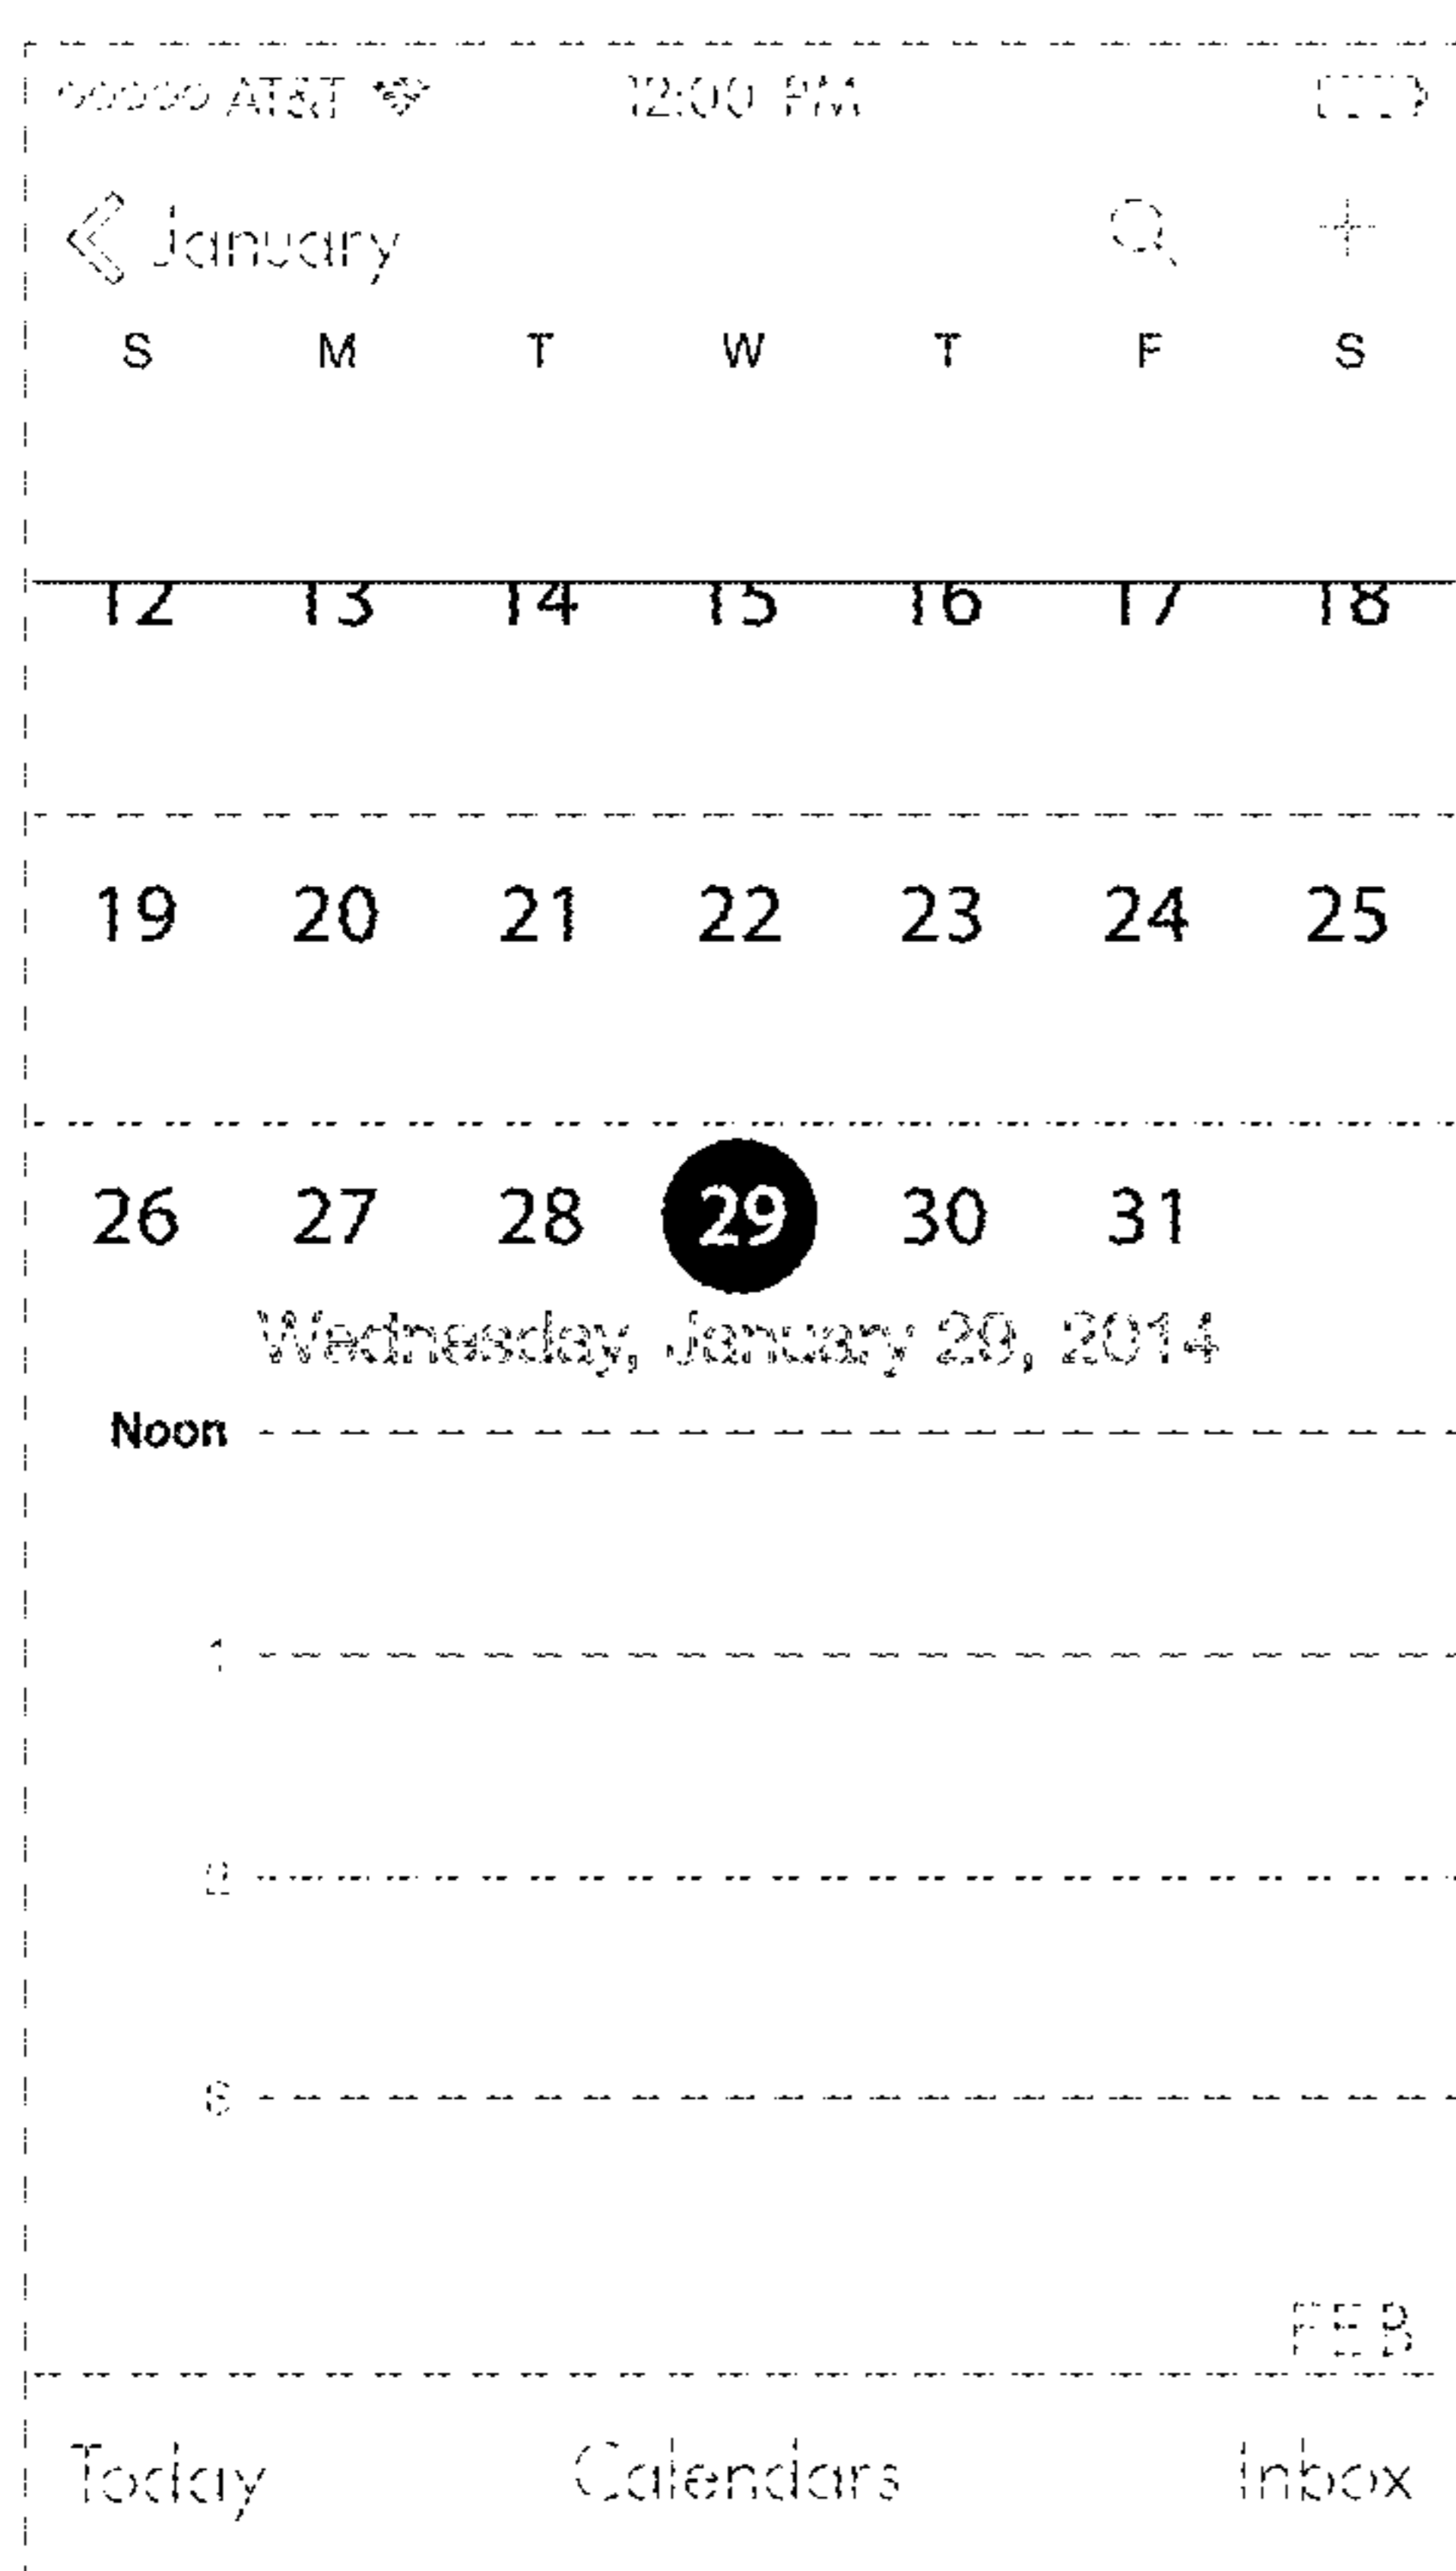 AT&T 12:00 PM
January
S M T W T F S
12 13 14 15 16 17 18
19 20 21 22 23 24 25
26 27 28 29 30 31
Wednesday, January 29, 2014
Noon
1
2
FEB
Today Calendars Inbox